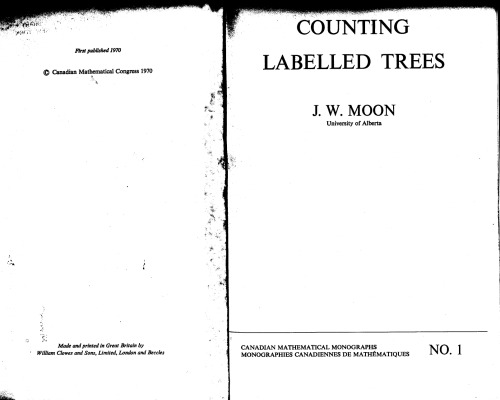 First published 1970
© Canadian Mathematical Congress 1970
Made and printed in Great Britain by
William Clowes and Sons, Limited, London and Beccles
COUNTING
LABELLED TREES
J. W. MOON
University of Alberta
CANADIAN MATHEMATICAL MONOGRAPHS
MONOGRAPHIES CANADIENNES DE MATHÉMATIQUES
NO. 1